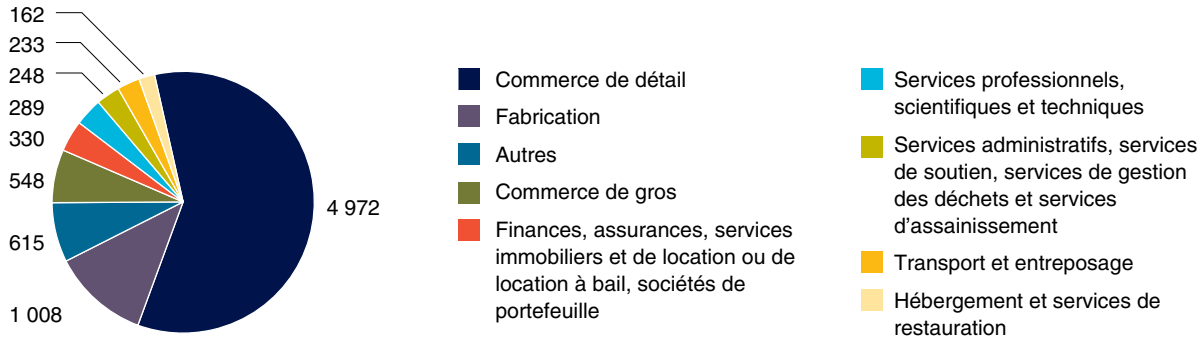 162
233
248
289
330
548
615
1 008
4 972
Commerce de détail
Fabrication
Autres
Commerce de gros
Finances, assurances, services
immobiliers et de location ou de
location à bail, sociétés de
portefeuille
Services professionnels,
scientifiques et techniques
Services administratifs, services
de soutien, services de gestion
des déchets et services
d'assainissement
Transport et entreposage
Hébergement et services de
restauration